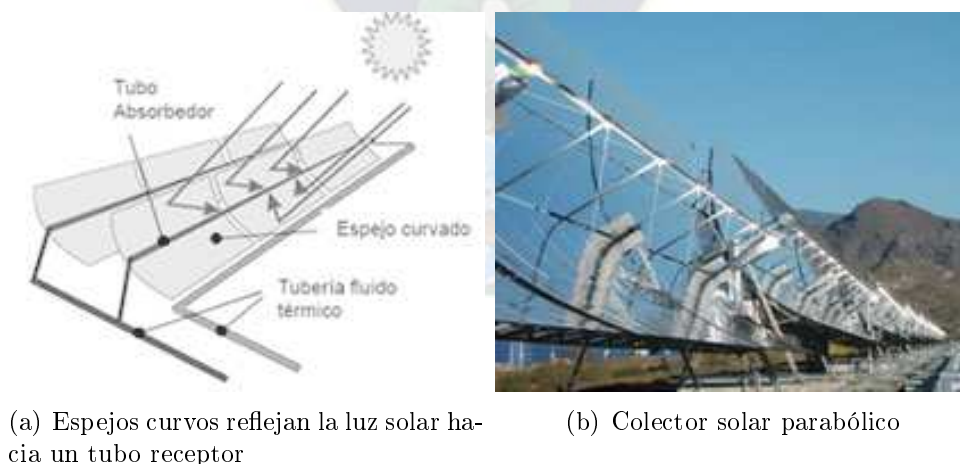 Tubo
Absorbedor
Espejo curvado
Tubería fluido
térmico
(a) Espejos curvos reflejan la luz solar ha-
cia un tubo receptor
(b) Colector solar parabólico